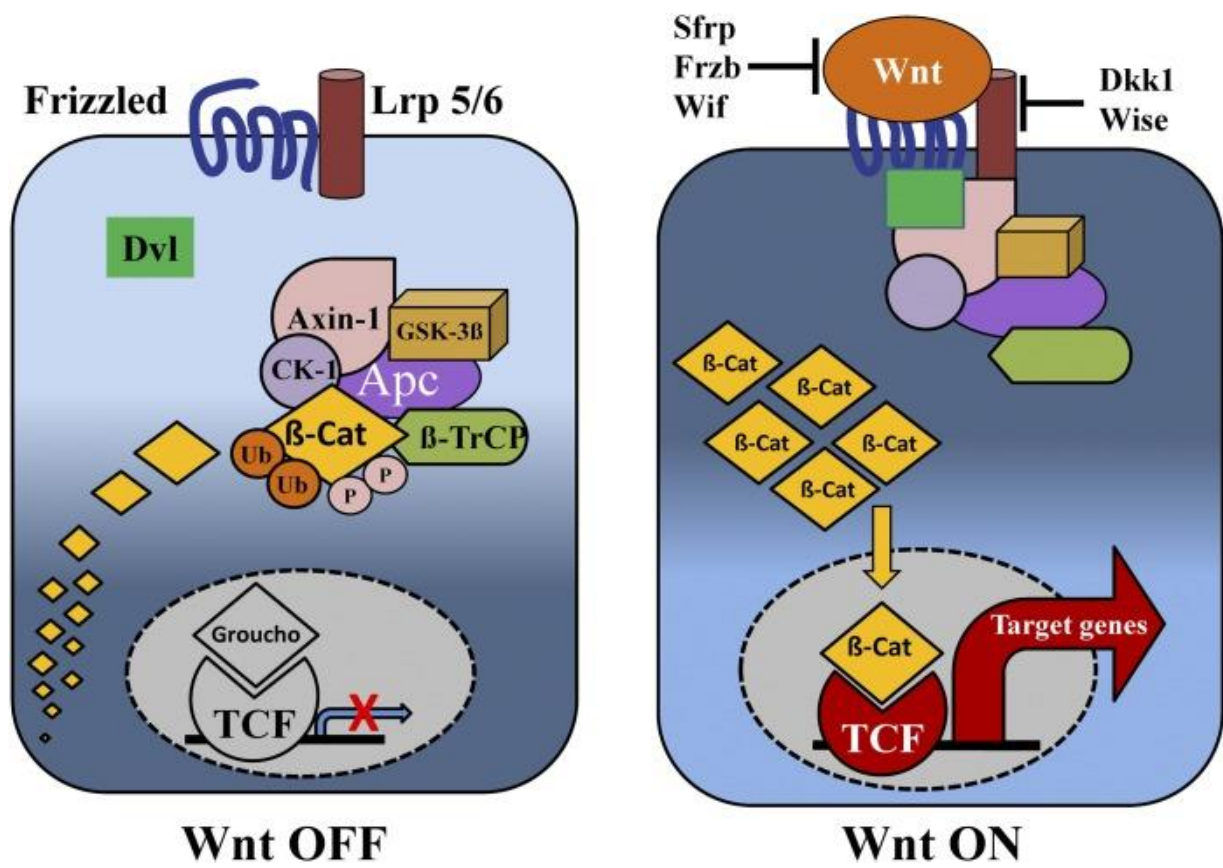 Frizzled
Lrp 5/6
Dvl
Axin-1
GSK-3ß
CK-1
Apc
ß-Cat
ß-TrCP
Ub
Ub
P
P
Groucho
TCF
X
Wnt OFF
Sfrp
Frzb
Wif
Wnt
Dkk1
Wise
ß-Cat
ß-Cat
ß-Cat
ß-Cat
ß-Cat
ß-Cat
Target genes
TCF
Wnt ON